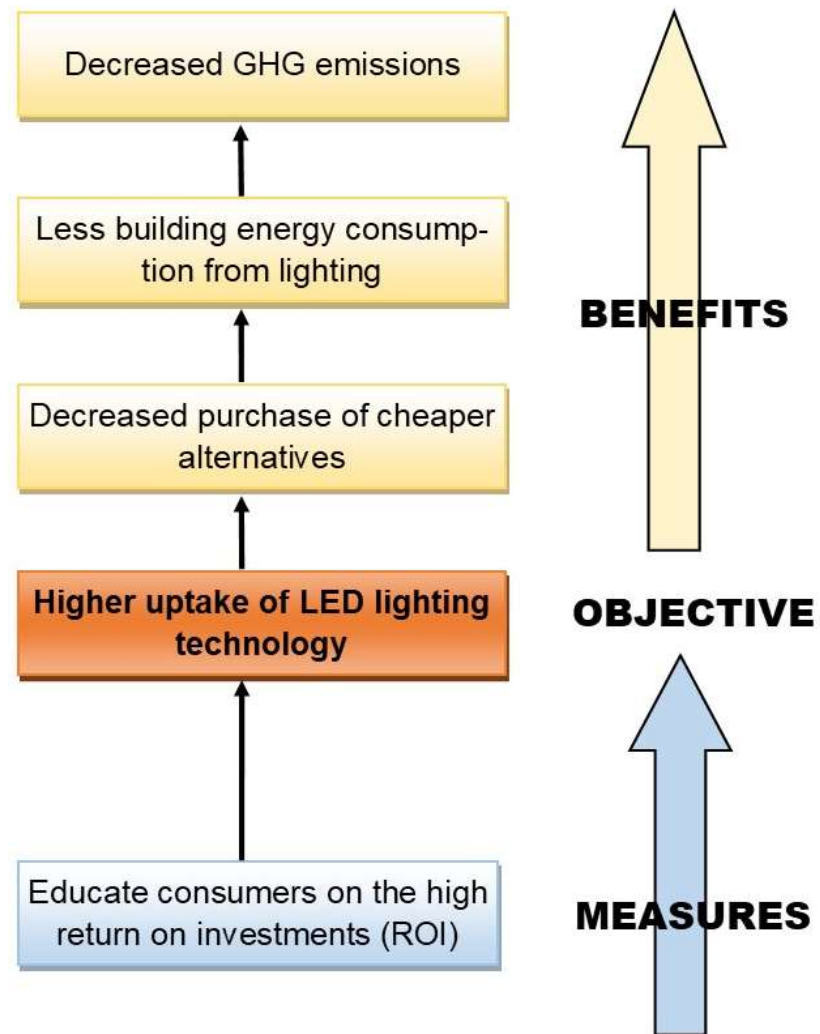 Decreased GHG emissions
Less building energy consump-
tion from lighting
BENEFITS
Decreased purchase of cheaper
alternatives
Higher uptake of LED lighting
technology
OBJECTIVE
Educate consumers on the high
return on investments (ROI)
MEASURES